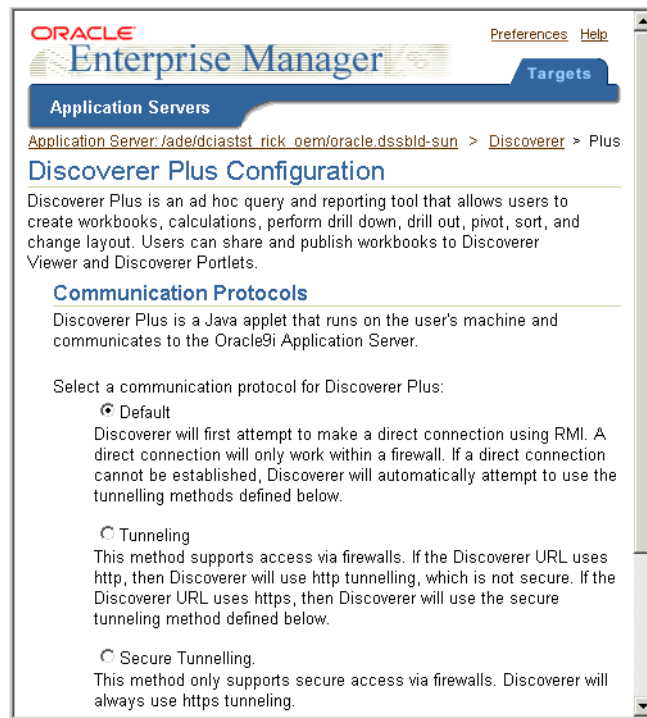 ORACLE
Preferences Help
Enterprise Manager
Targets
Application Servers
Application Server: /ade/dciastst_rick_oem/oracle.dssbld-sun > Discoverer > Plus
Discoverer Plus Configuration
Discoverer Plus is an ad hoc query and reporting tool that allows users to
create workbooks, calculations, perform drill down, drill out, pivot, sort, and
change layout. Users can share and publish workbooks to Discoverer
Viewer and Discoverer Portlets.
Communication Protocols
Discoverer Plus is a Java applet that runs on the user's machine and
communicates to the Oracle9i Application Server.
Select a communication protocol for Discoverer Plus:
Default
Discoverer will first attempt to make a direct connection using RMI. A
direct connection will only work within a firewall. If a direct connection
cannot be established, Discoverer will automatically attempt to use the
tunnelling methods defined below.
Tunneling
This method supports access via firewalls. If the Discoverer URL uses
http, then Discoverer will use http tunnelling, which is not secure. If the
Discoverer URL uses https, then Discoverer will use the secure
tunneling method defined below.
Secure Tunnelling.
This method only supports secure access via firewalls. Discoverer will
always use https tunneling.